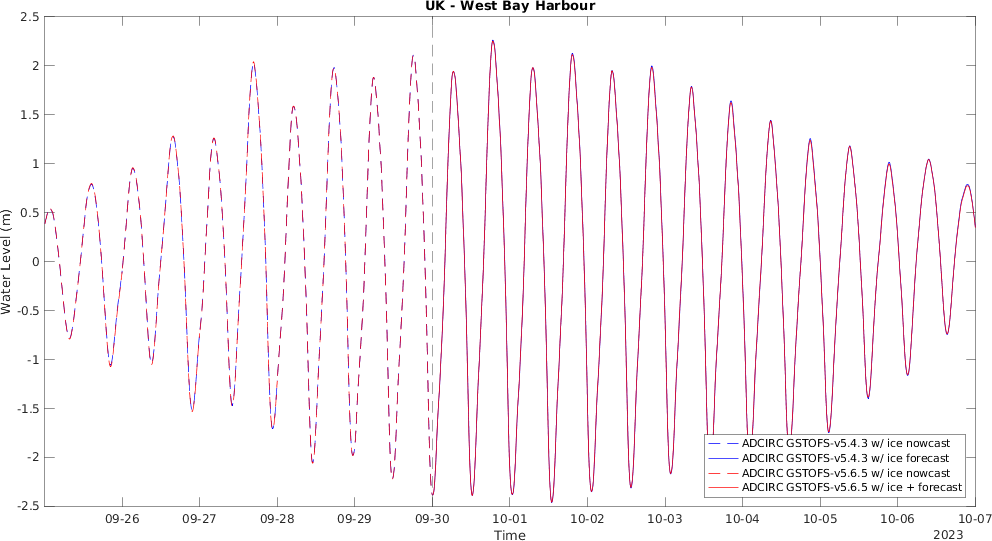 UK - West Bay Harbour
2.5
2
1.5
1
0.5
0
-0.5
-1
-1.5
-2
-2.5
Water Level (m)
09-26 09-27 09-28 09-29 09-30 10-01 10-02 10-03 10-04 10-05 10-06 10-07
Time
2023
ADCIRC GSTOFS-v5.4.3 w/ ice nowcast
ADCIRC GSTOFS-v5.4.3 w/ ice forecast
ADCIRC GSTOFS-v5.6.5 w/ ice nowcast
ADCIRC GSTOFS-v5.6.5 w/ ice + forecast